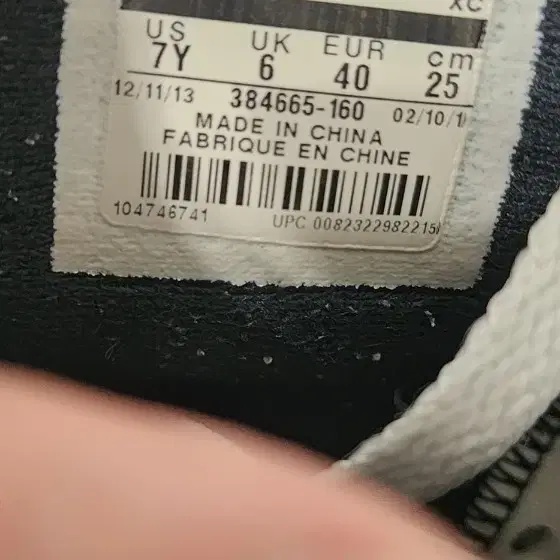 XC
US UK EUR cm
7Y 6 40 25
12/11/13 384665-160 02/10/1
MADE IN CHINA
FABRIQUE EN CHINE
104746741 UPC 0082322982215